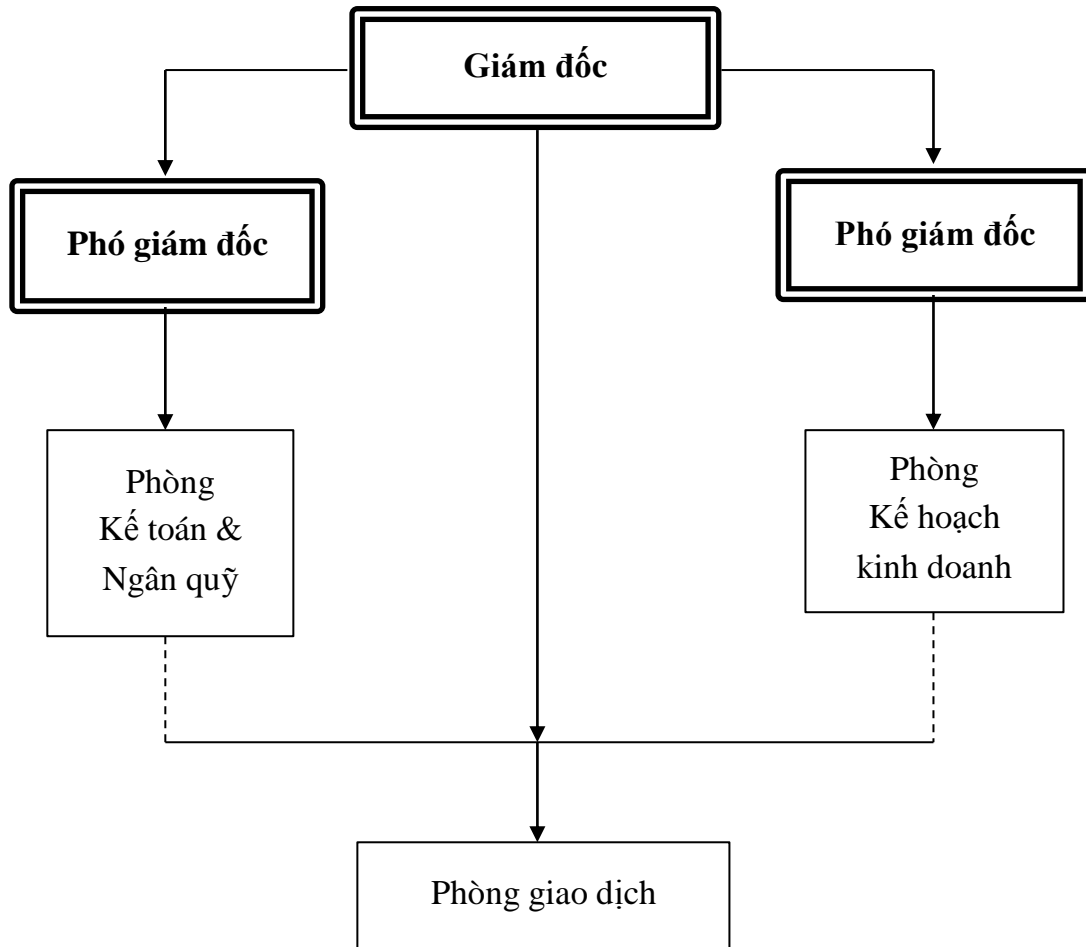 Giám đốc
Phó giám đốc
Phó giám đốc
Phòng
Kế toán &
Ngân quỹ
Phòng
Kế hoạch
kinh doanh
Phòng giao dịch